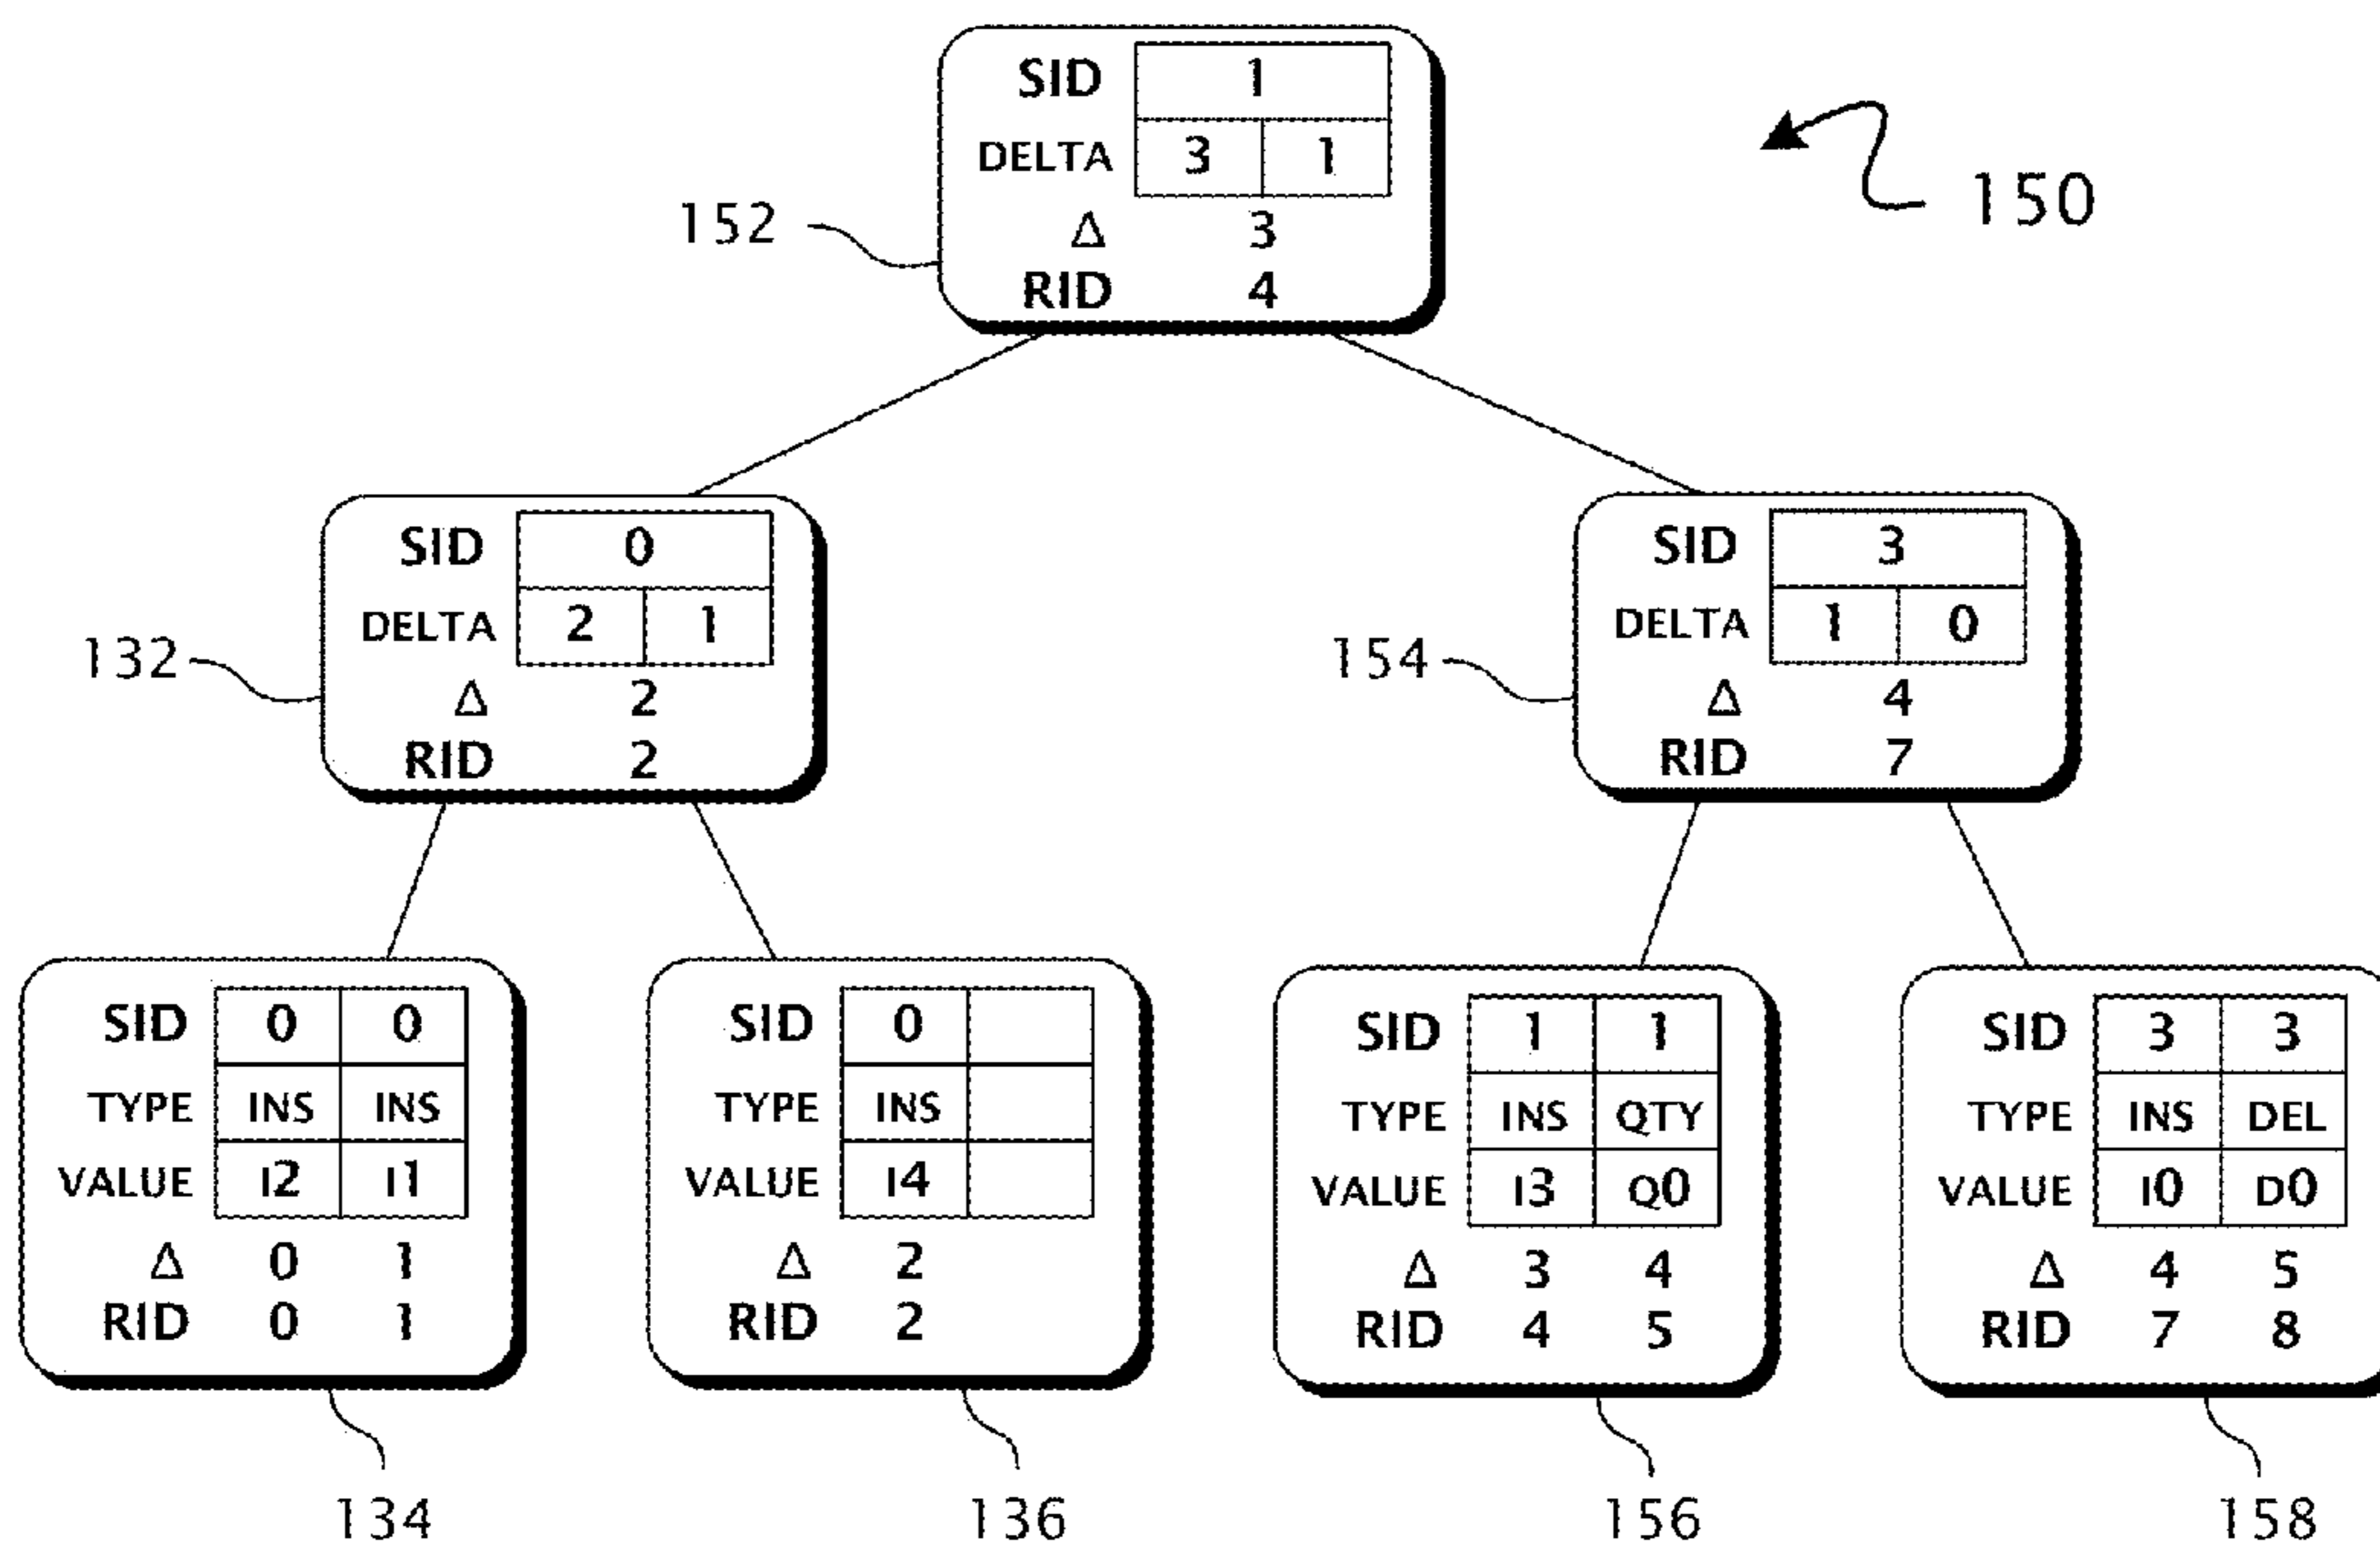 SID 1
DELTA 3 1
Δ 3
RID 4
152
150
SID 0
DELTA 2 1
Δ 2
RID 2
132
SID 3
DELTA 1 0
Δ 4
RID 7
154
SID 0 0
TYPE INS INS
VALUE I2 I1
Δ 0 1
RID 0 1
134
SID 0
TYPE INS
VALUE I4
Δ 2
RID 2
136
SID 1 1
TYPE INS QTY
VALUE I3 Q0
Δ 3 4
RID 4 5
156
SID 3 3
TYPE INS DEL
VALUE I0 D0
Δ 4 5
RID 7 8
158